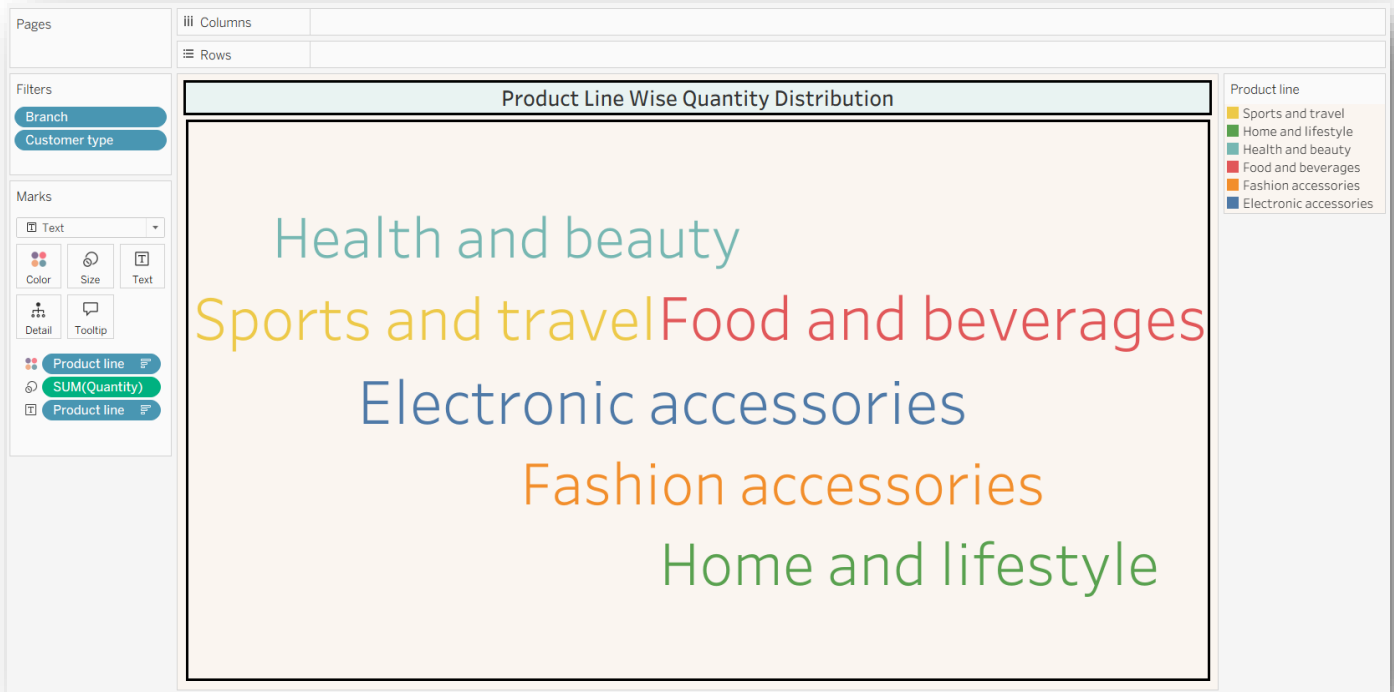 Pages
Columns
Rows
Filters
Branch
Customer type
Marks
Text
Color Size Text
Detail Tooltip
Product line
SUM(Quantity)
Product line
Product Line Wise Quantity Distribution
Health and beauty
Sports and travel Food and beverages
Electronic accessories
Fashion accessories
Home and lifestyle
Product line
Sports and travel
Home and lifestyle
Health and beauty
Food and beverages
Fashion accessories
Electronic accessories